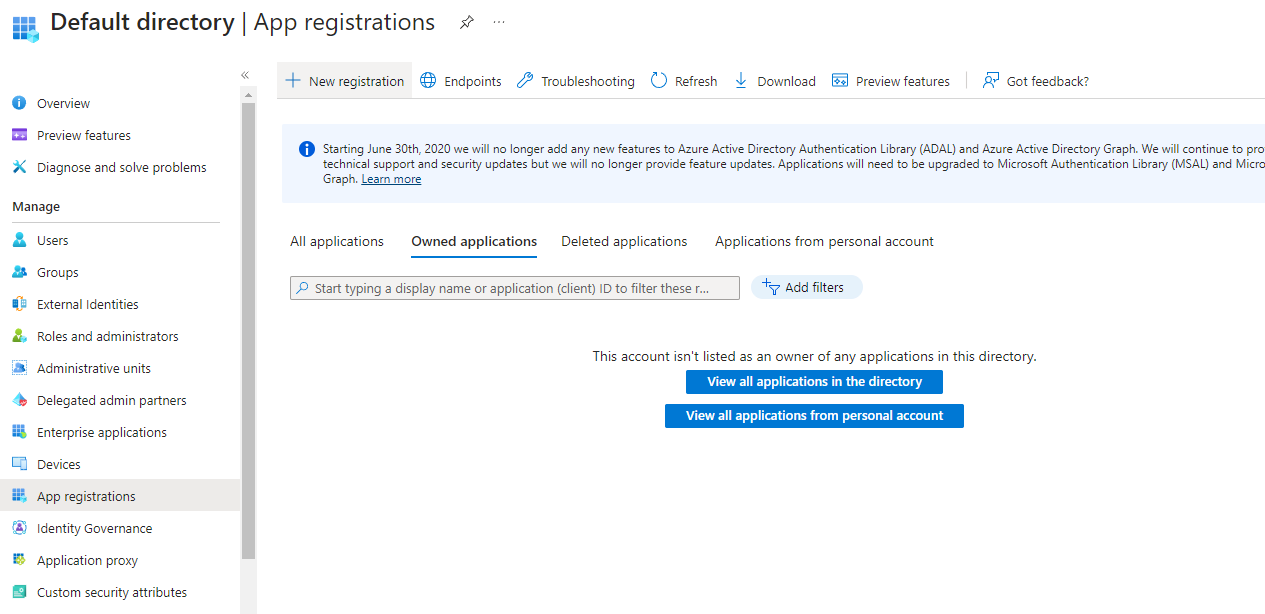 Default directory | App registrations
«
New registration
Endpoints
Troubleshooting
Refresh
Download
Preview features
Got feedback?
Overview
Preview features
Diagnose and solve problems
Manage
Users
Groups
External Identities
Roles and administrators
Administrative units
Delegated admin partners
Enterprise applications
Devices
App registrations
Identity Governance
Application proxy
Custom security attributes
Starting June 30th, 2020 we will no longer add any new features to Azure Active Directory Authentication Library (ADAL) and Azure Active Directory Graph. We will continue to pro
technical support and security updates but we will no longer provide feature updates. Applications will need to be upgraded to Microsoft Authentication Library (MSAL) and Micro
Graph. Learn more
All applications
Owned applications
Deleted applications
Applications from personal account
Start typing a display name or application (client) ID to filter these r...
Add filters
This account isn't listed as an owner of any applications in this directory.
View all applications in the directory
View all applications from personal account